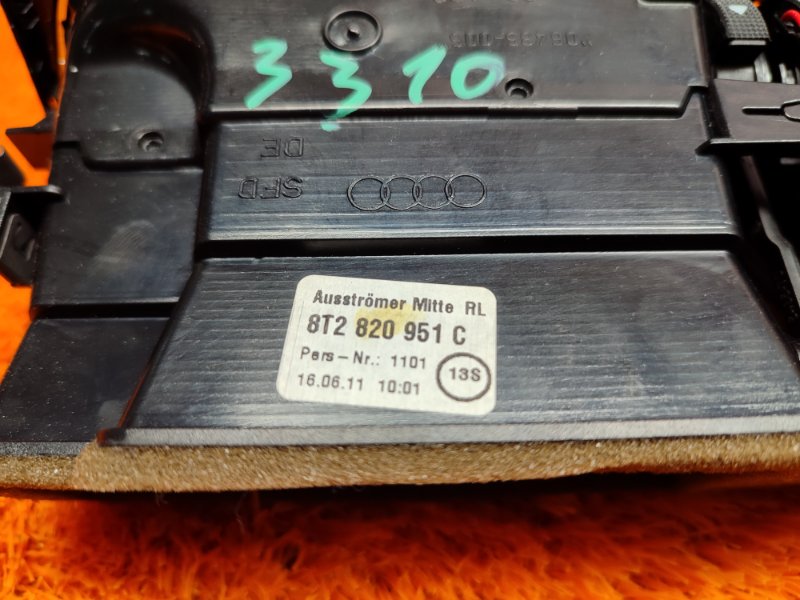 3310
DE
SFD
Ausströmer Mitte RL
8T2 820 951 C
Pers-Nr.: 1101
13S
16.06.11 10:01